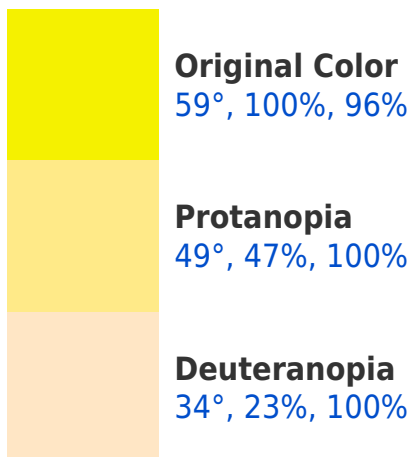 Original Color
59°, 100%, 96%
Protanopia
49°, 47%, 100%
Deuteranopia
34°, 23%, 100%